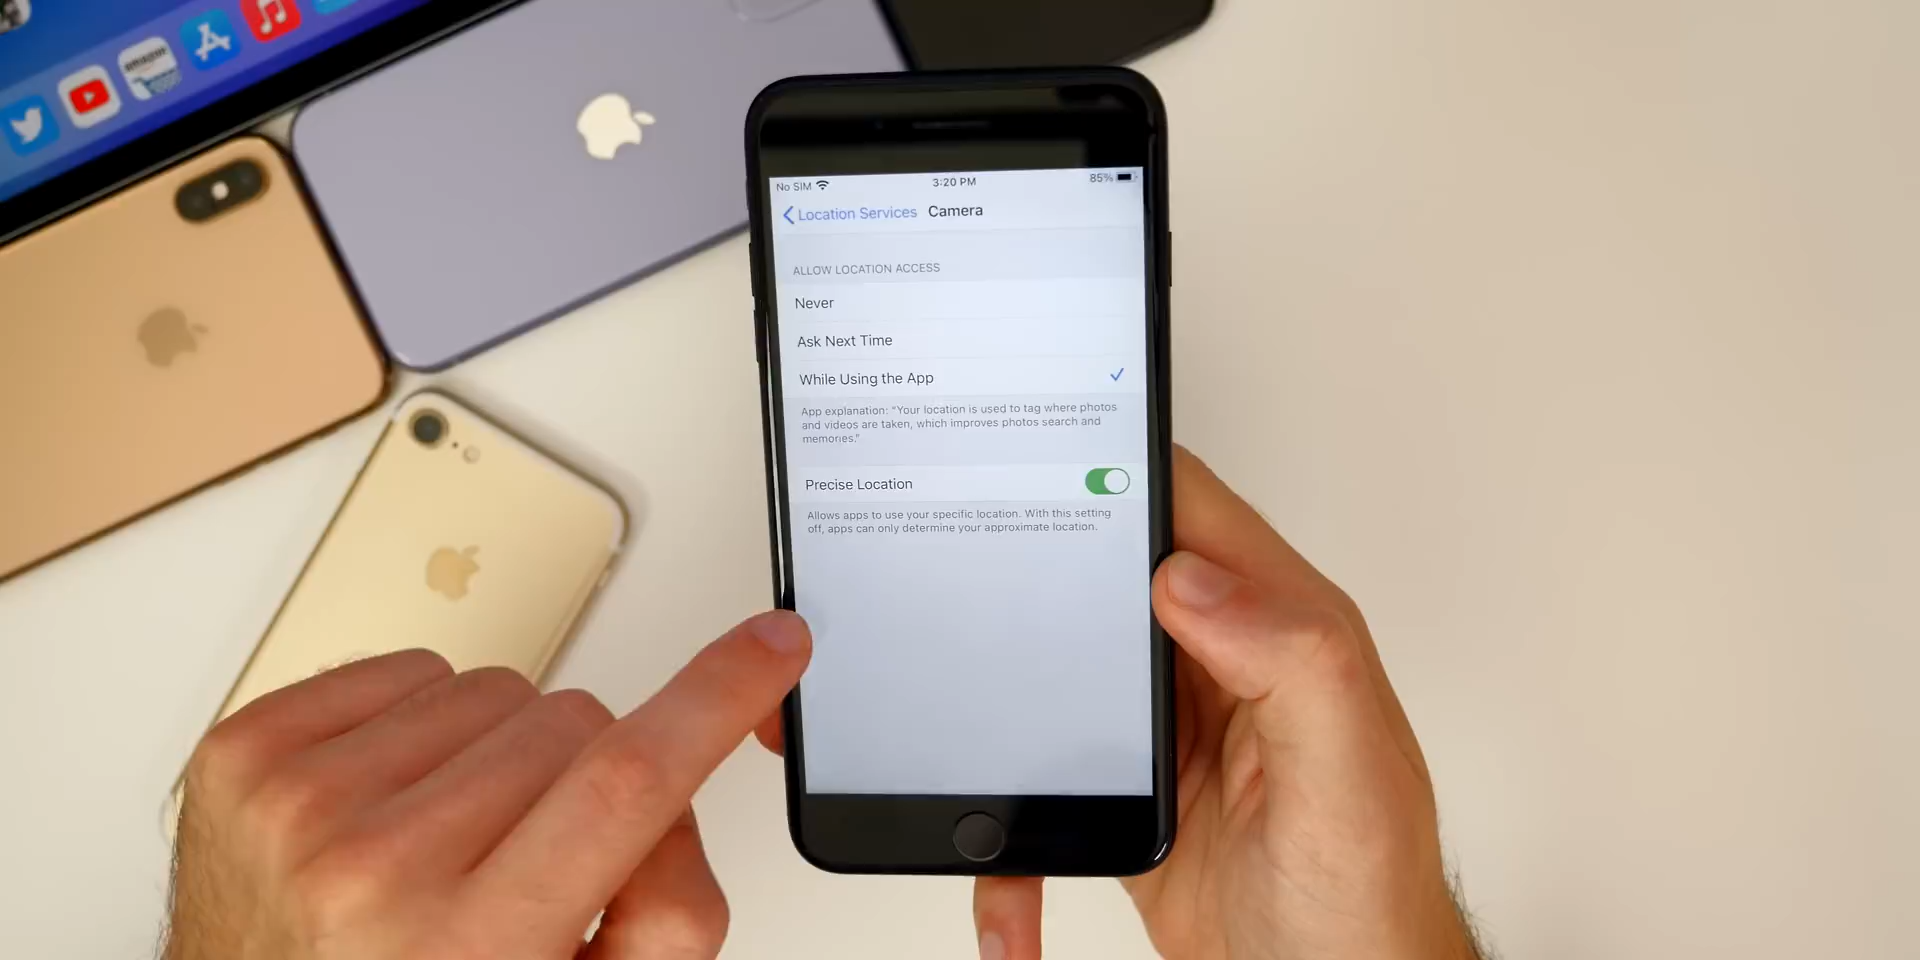 amazon
No SIM
3:20 PM
85%
Location Services
Camera
ALLOW LOCATION ACCESS
Never
Ask Next Time
While Using the App
App explanation: “Your location is used to tag where photos
and videos are taken, which improves photos search and
memories.”
Precise Location
Allows apps to use your specific location. With this setting
off, apps can only determine your approximate location.